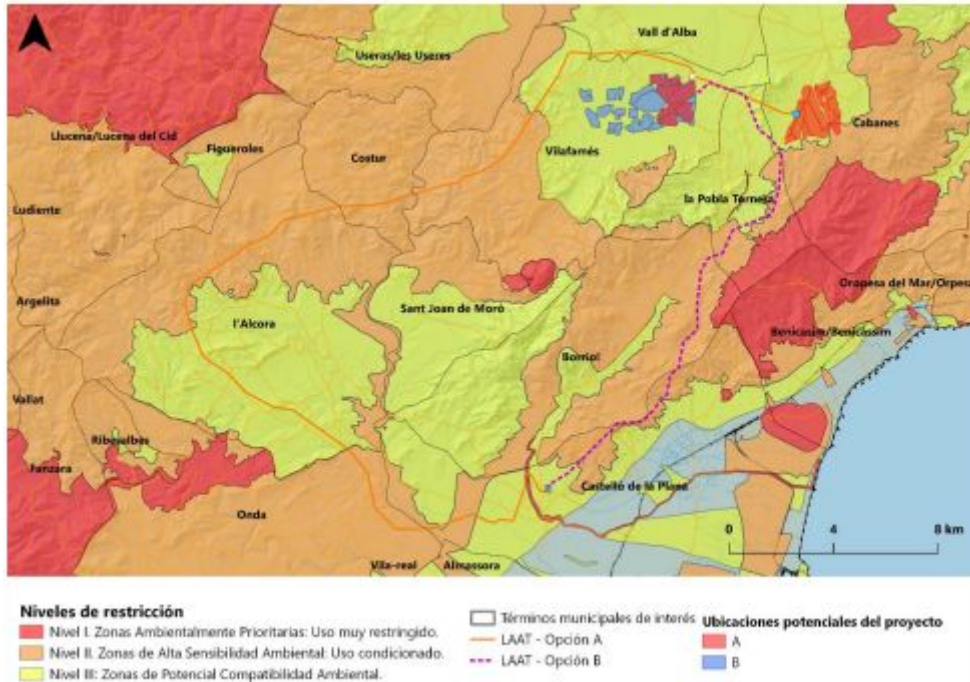 Vall d'Alba
Useras/les Useres
Llucena/Lucena del Cid
Figueroles
Costur
Vilafamés
Cabanes
la Pobla Tornesa
Ludiente
Argelita
Oropesa del Mar/Orpesa
Sant Joan de Moró
l'Alcora
Benicasim/Benicàssim
Borriol
Vallat
Ribesalbes
Fanzara
Castelló de la Plana
Onda
0 4 8 km
Vila-real
Almassora
Niveles de restricción
Nivel I. Zonas Ambientalmente Prioritarias: Uso muy restringido.
Nivel II. Zonas de Alta Sensibilidad Ambiental: Uso condicionado.
Nivel III: Zonas de Potencial Compatibilidad Ambiental.
Términos municipales de interés
LAAT - Opción A
LAAT - Opción B
Ubicaciones potenciales del proyecto
A
B